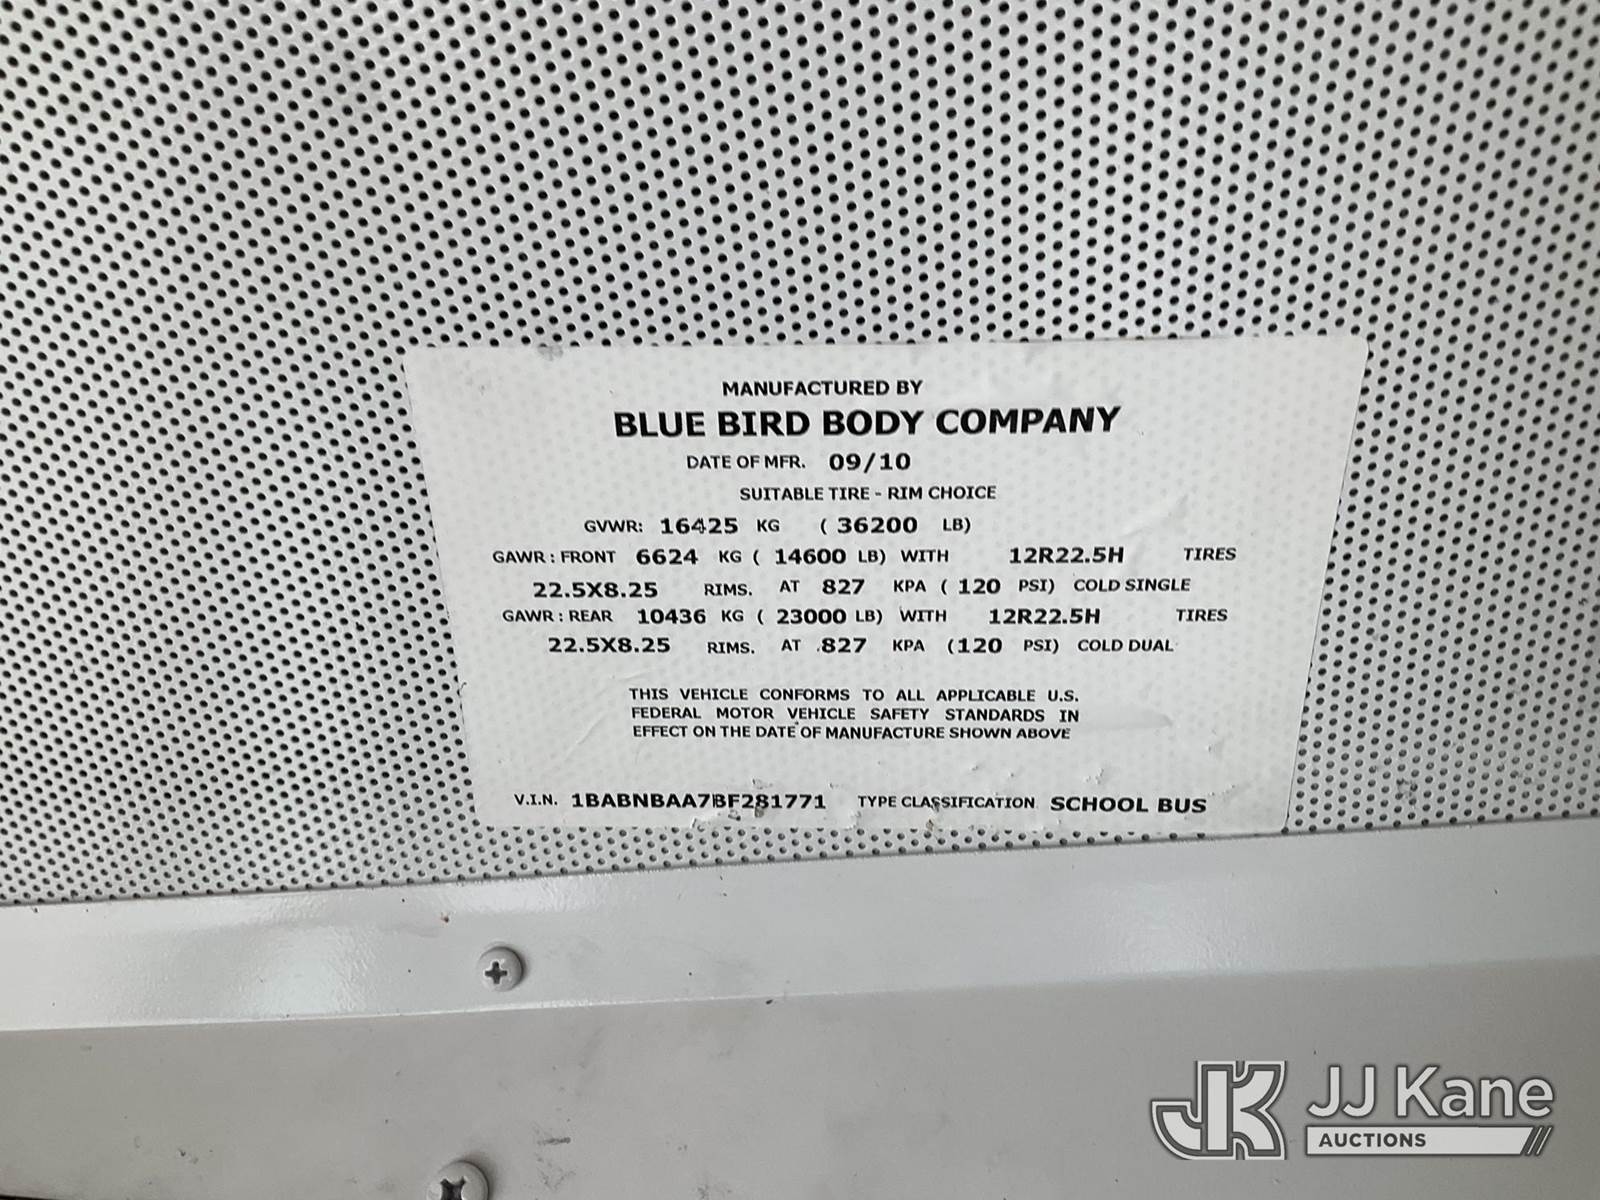 MANUFACTURED BY
BLUE BIRD BODY COMPANY
DATE OF MFR. 09/10
SUITABLE TIRE - RIM CHOICE
GVWR: 16425 KG ( 36200 LB)
GAWR : FRONT 6624 KG ( 14600 LB) WITH 12R22.5H TIRES
22.5X8.25 RIMS. AT 827 KPA ( 120 PSI) COLD SINGLE
GAWR : REAR 10436 KG ( 23000 LB) WITH 12R22.5H TIRES
22.5X8.25 RIMS. AT 827 KPA (120 PSI) COLD DUAL
THIS VEHICLE CONFORMS TO ALL APPLICABLE U.S.
FEDERAL MOTOR VEHICLE SAFETY STANDARDS IN
EFFECT ON THE DATE OF MANUFACTURE SHOWN ABOVE
V.I.N. 1BABNBAA7BF281771 TYPE CLASSIFICATION SCHOOL BUS
JK JJ Kane
AUCTIONS